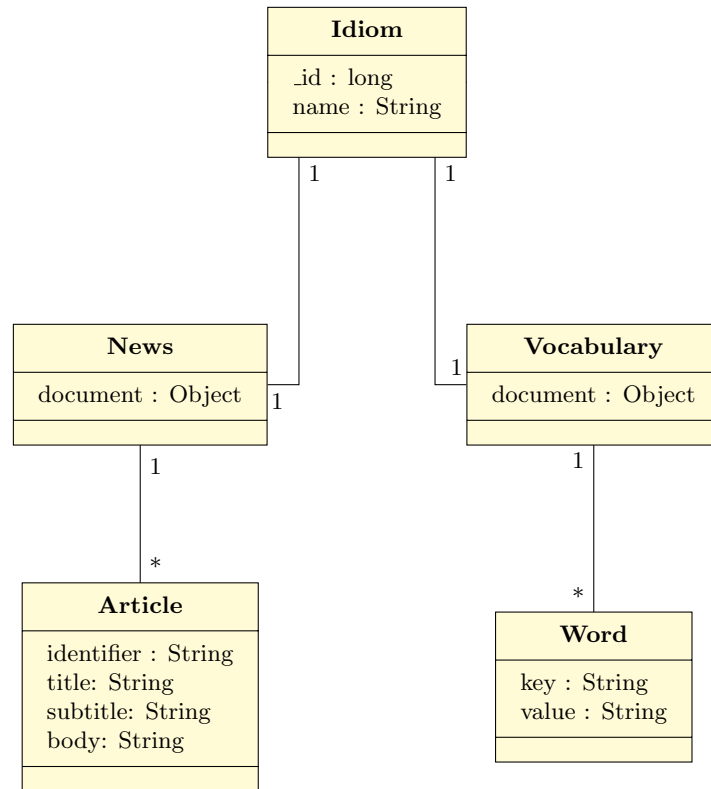 Idiom
_id : long
name : String
1
1
News
document : Object
1
Vocabulary
document : Object
1
1
*
1
*
Article
identifier : String
title: String
subtitle: String
body: String
Word
key : String
value : String